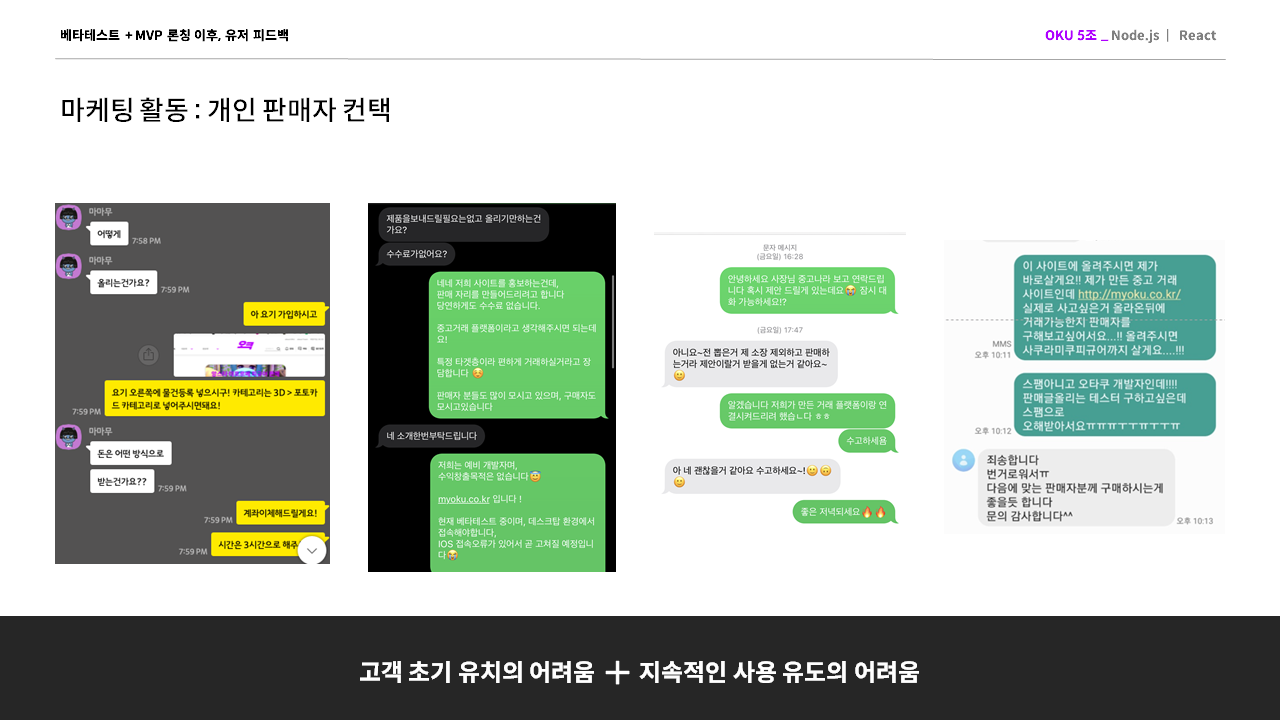 베타테스트 + MVP 론칭 이후, 유저 피드백
OKU 5조 _ Node.js | React
마케팅 활동 : 개인 판매자 컨택
마마무
어떻게
7:58 PM
마마무
올리는건가요?
7:59 PM
아 요기 가입하시고
오쿠
요기 오른쪽에 물건등록 넣으시구! 카테고리는 3D > 포토카
드 카테고리로 넣어주시면돼요!
7:59 PM
마마무
돈은 어떤 방식으로
받는건가요??
7:59 PM
계좌이체해드릴게요!
7:59 PM
시간은 3시간으로 해주
7:59 PM
제품을보내드릴필요는없고 올리기만하는건
가요?
수수료가없어요?
네네 저희 사이트를 홍보하는건데,
판매 자리를 만들어드리려고 합니다
당연하게도 수수료 없습니다.
중고거래 플랫폼이라고 생각해주시면 되는데
요!
특정 타겟층이라 편하게 거래하실거라고 장
담합니다 ☺️
판매자 분들도 많이 모시고 있으며, 구매자도
모시고있습니다
네 소개한번부탁드립니다
저희는 예비 개발자며,
수익창출목적은 없습니다😇
myoku.co.kr 입니다 !
현재 베타테스트 중이며, 데스크탑 환경에서
접속해야합니다,
IOS 접속오류가 있어서 곧 고쳐질 예정입니
다😭
문자 메시지
(금요일) 16:28
안녕하세요 사장님 중고나라 보고 연락드립
니다 혹시 제안 드릴게 있는데요😭 잠시 대
화 가능하세요!?
(금요일) 17:47
아니요~전 뽑은거 제 소장 제외하고 판매하
는거라 제안이랄거 받을게 없는거 같아요~
🙂
알겠습니다 저희가 만든 거래 플랫폼이랑 연
결시켜드리려 했습ㄴ다 ㅎㅎ
수고하세욤
아 네 괜찮을거 같아요 수고하세요~!🙂🙂
🙂
좋은 저녁되세요🔥🔥
이 사이트에 올려주시면 제가
바로살게요!! 제가 만든 중고 거래
사이트인데 http://myoku.co.kr/
실제로 사고싶은거 올라온뒤에
거래가능한지 판매자를
구해보고싶어서요...!! 올려주시면
사쿠라미쿠피규어까지 살게요....!!!
MMS
오후 10:11
스팸아니고 오타쿠 개발자인데!!!!
판매글올리는 테스터 구하고싶은데
스팸으로
오해받아서요ㅠㅠㅠㅜㅜㅠㅜㅜㅠ
오후 10:12
죄송합니다
번거로워서ㅠ
다음에 맞는 판매자분께 구매하시는게
좋을듯 합니다
문의 감사합니다^^
오후 10:13
고객 초기 유치의 어려움 + 지속적인 사용 유도의 어려움